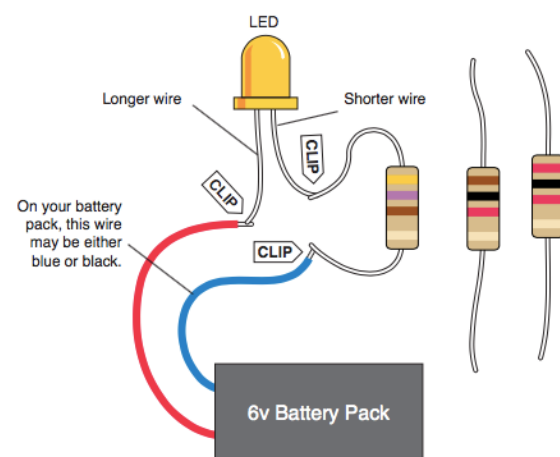 LED
Longer wire
Shorter wire
CLIP
CLIP
On your battery
pack, this wire
may be either
blue or black.
CLIP
6v Battery Pack